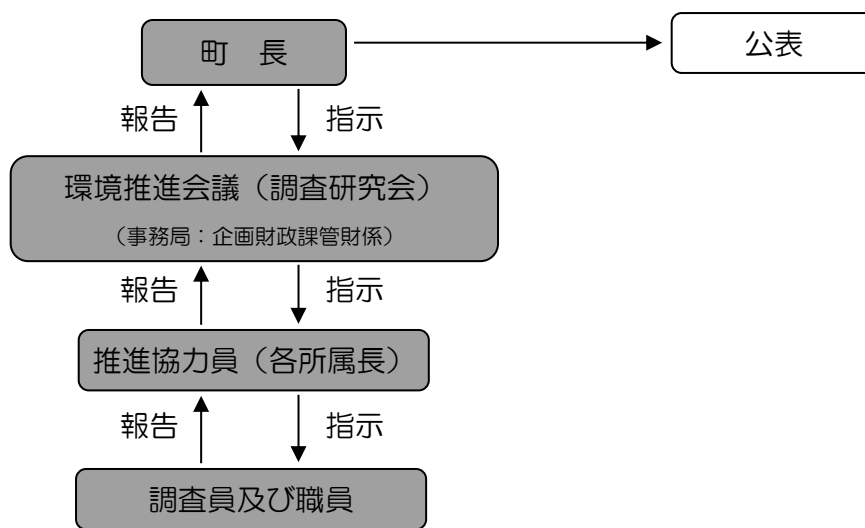 町　長
公表
報告
指示
環境推進会議（調査研究会）
（事務局：企画財政課管財係）
報告
指示
推進協力員（各所属長）
報告
指示
調査員及び職員